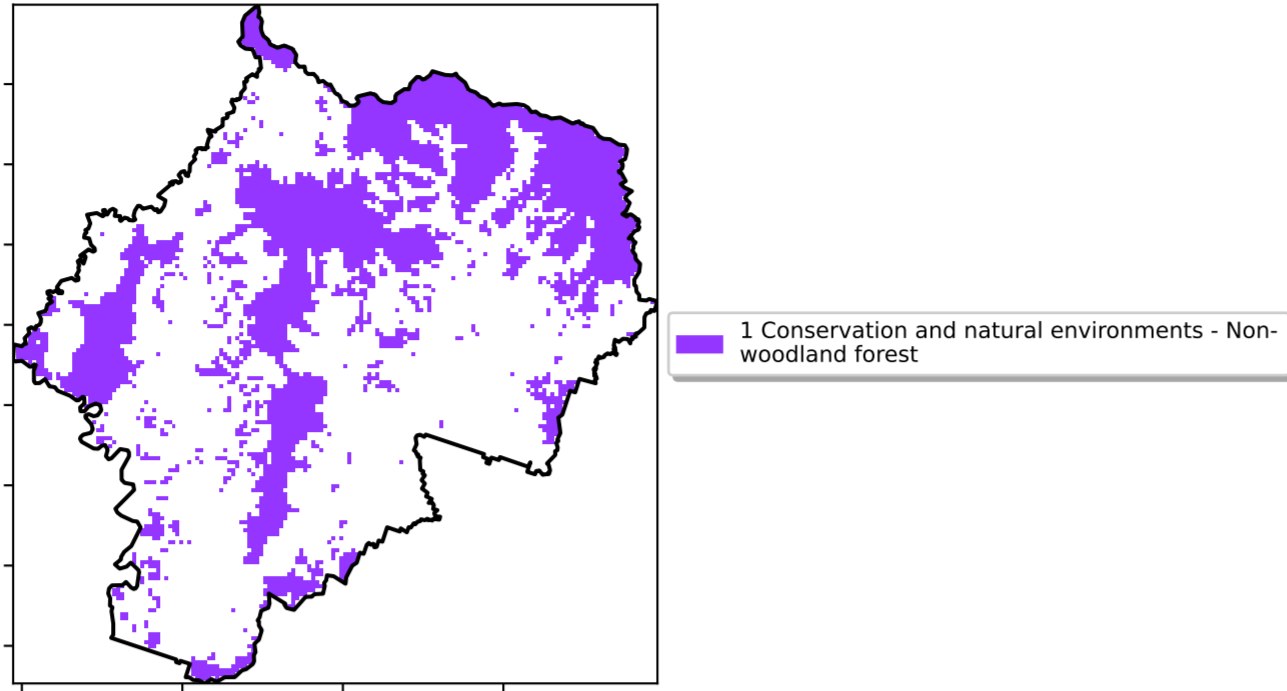 1 Conservation and natural environments - Non-
woodland forest